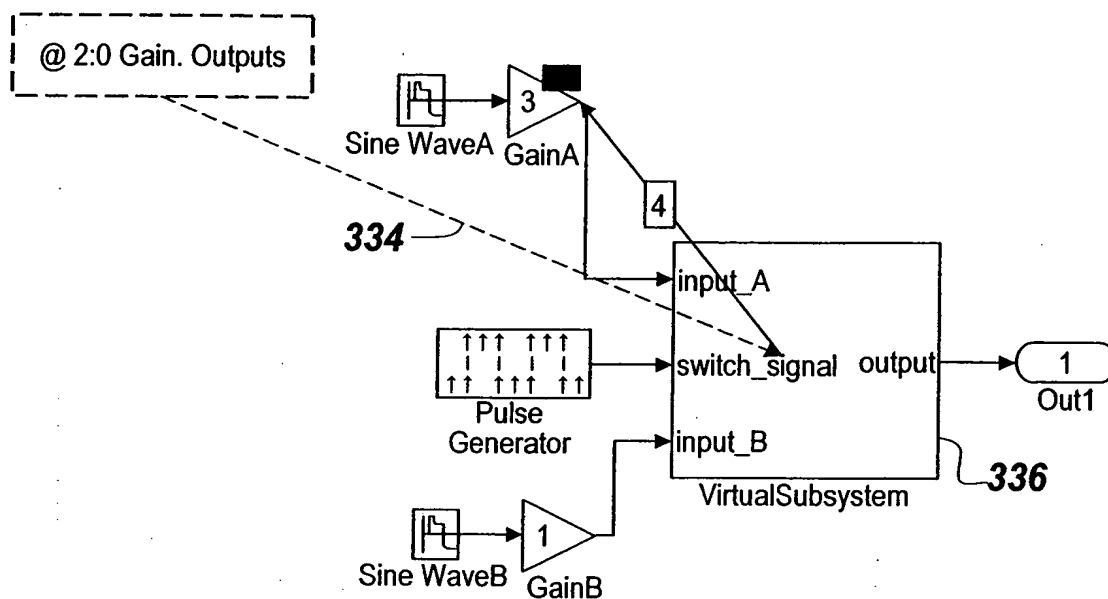 @ 2:0 Gain. Outputs
3
Sine WaveA
GainA
4
334
input_A
switch_signal
output
1
Out1
Pulse
Generator
input_B
336
VirtualSubsystem
1
Sine WaveB
GainB